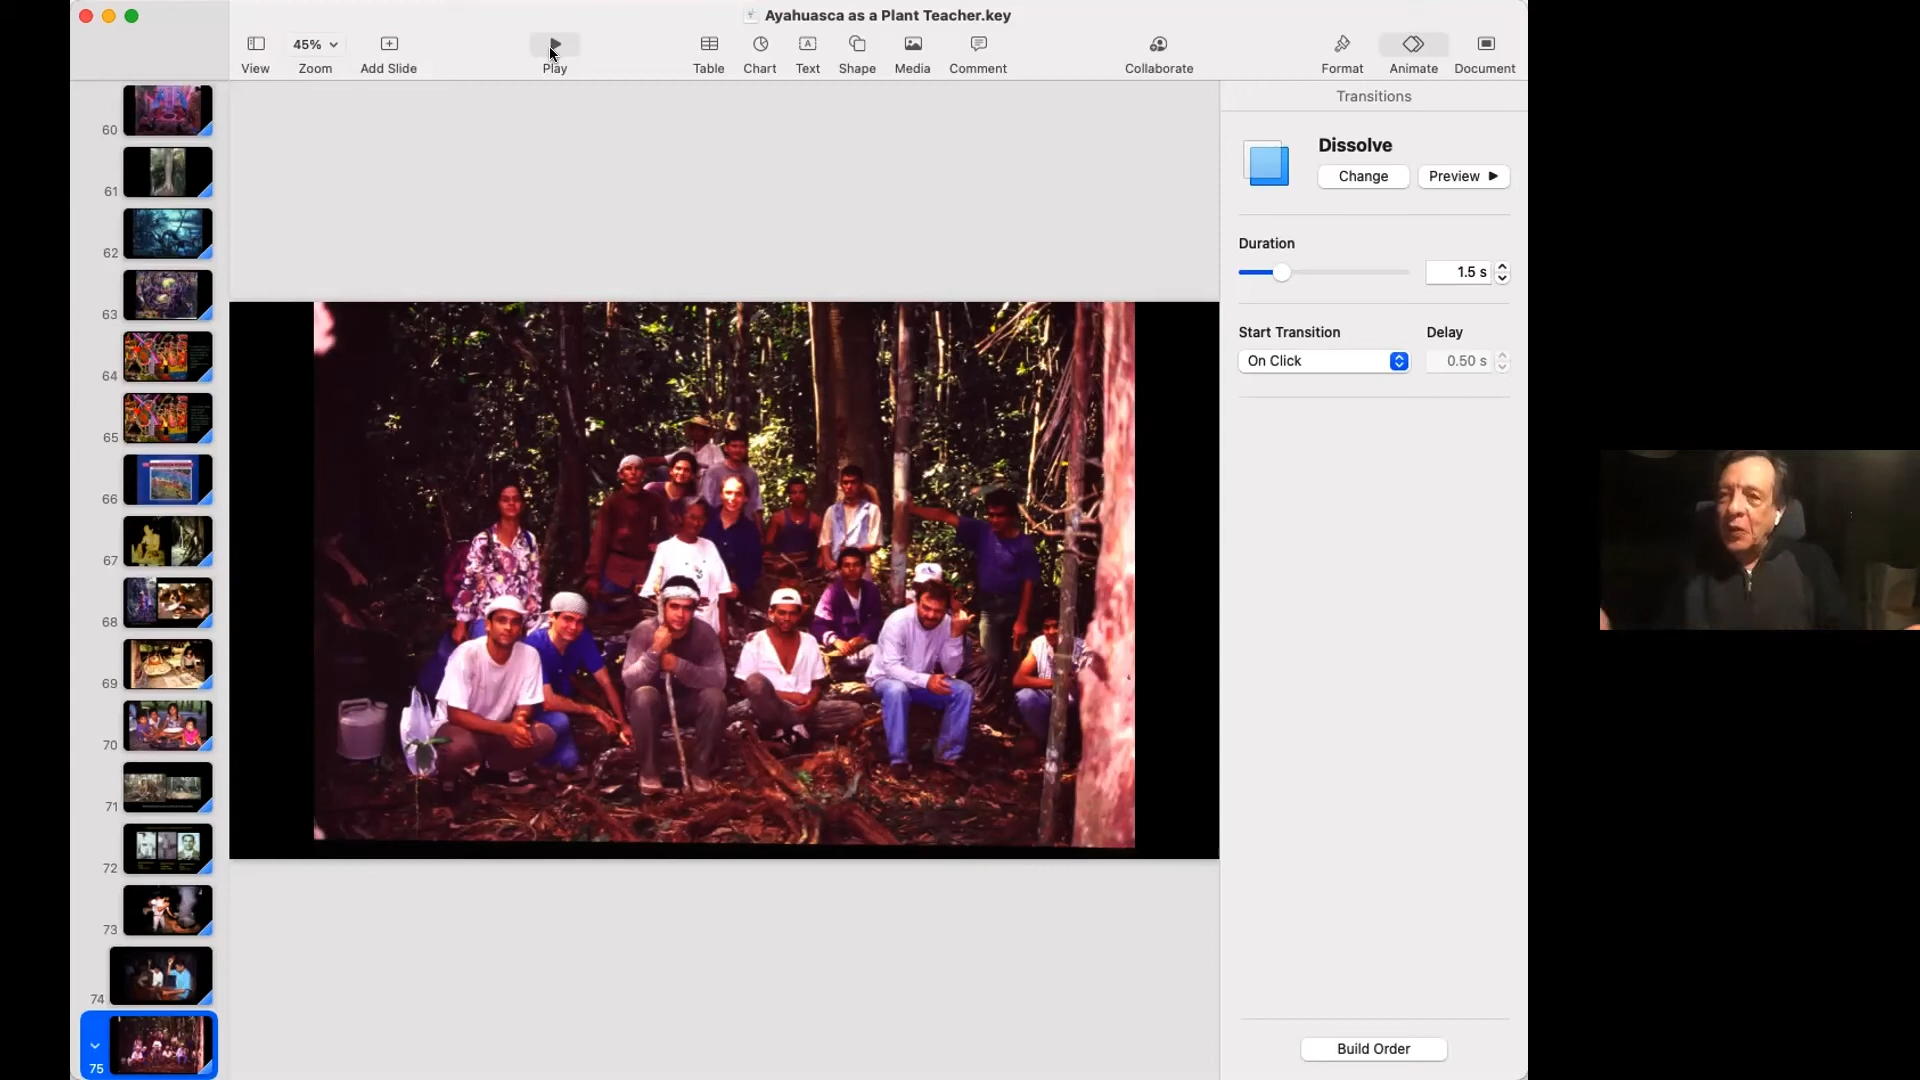 Ayahuasca as a Plant Teacher.key
45%
View
Zoom
Add Slide
Play
Table
Chart
Text
Shape
Media
Comment
Collaborate
Format
Animate
Document
Transitions
Dissolve
Change
Preview
Duration
1.5 s
Start Transition
Delay
On Click
0.50 s
Build Order
60
61
62
63
64
65
66
67
68
69
70
71
72
73
74
75